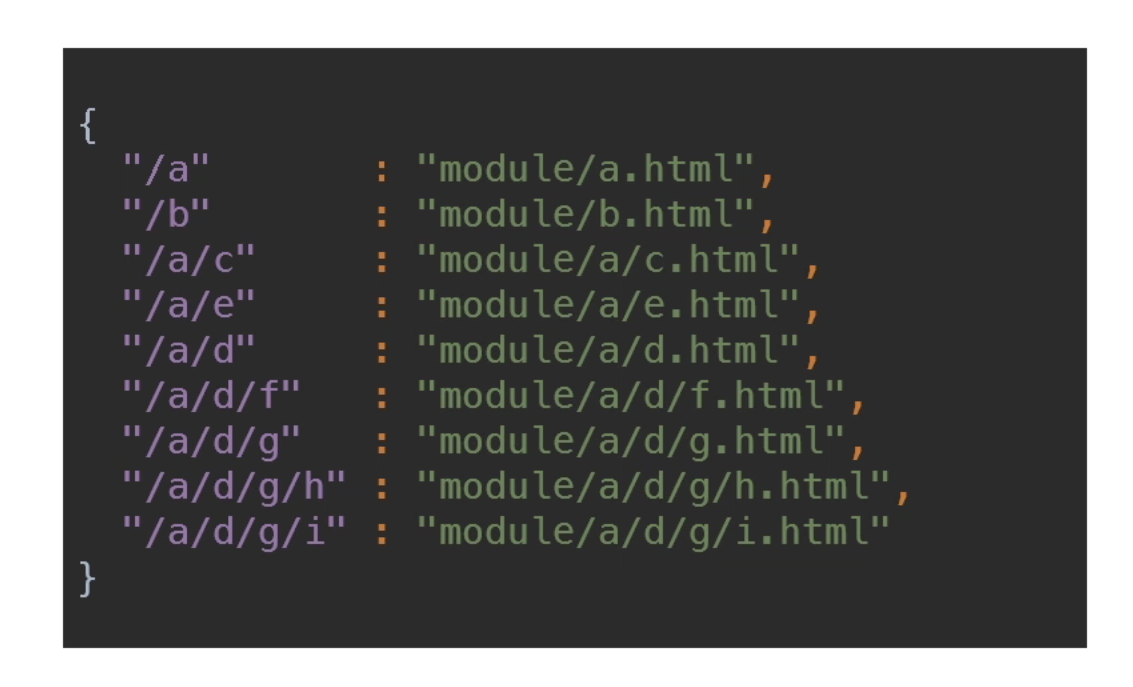 {
  "/a"       : "module/a.html",
  "/b"       : "module/b.html",
  "/a/c"     : "module/a/c.html",
  "/a/e"     : "module/a/e.html",
  "/a/d"     : "module/a/d.html",
  "/a/d/f"   : "module/a/d/f.html",
  "/a/d/g"   : "module/a/d/g.html",
  "/a/d/g/h" : "module/a/d/g/h.html",
  "/a/d/g/i" : "module/a/d/g/i.html"
}